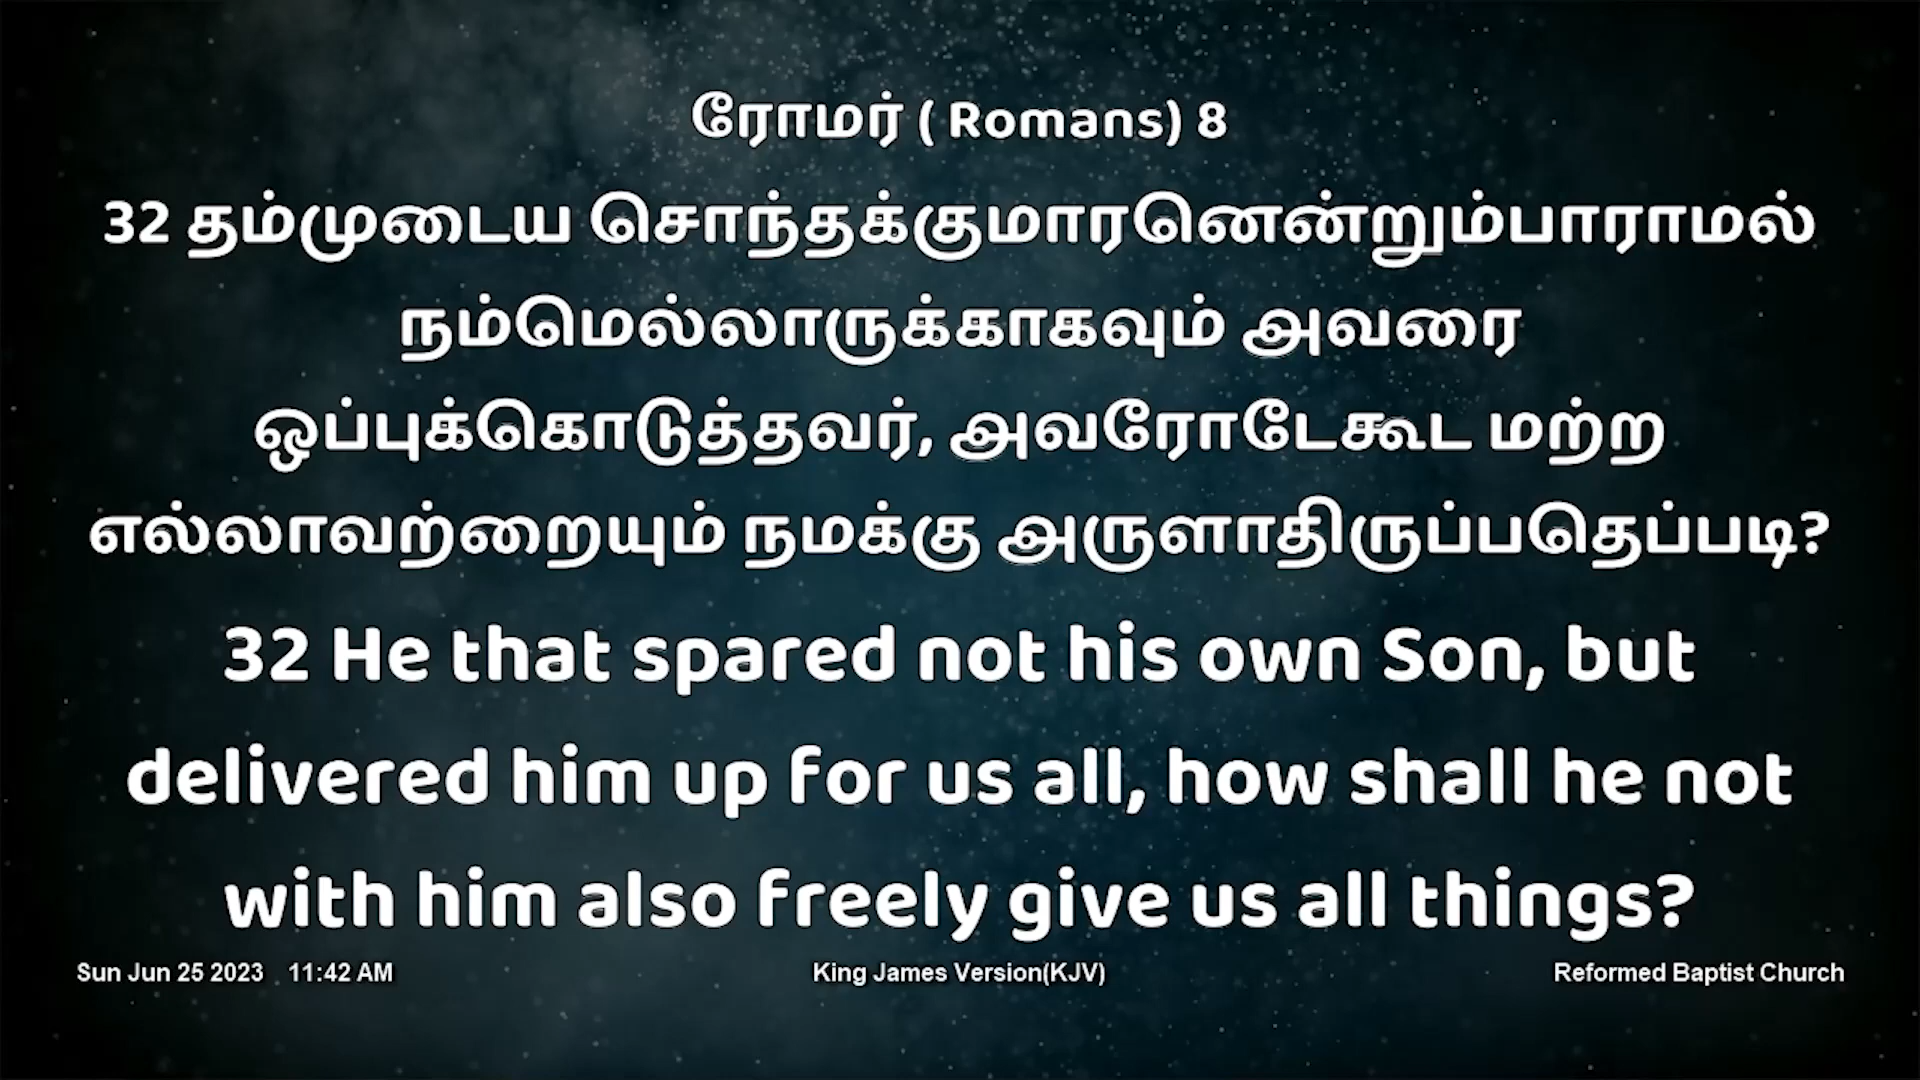 ரோமர் ( Romans) 8
32 தம்முடைய சொந்தக்குமாரனென்றும்பாராமல்
நம்மெல்லாருக்காகவும் அவரை
ஒப்புக்கொடுத்தவர், அவரோடேகூட மற்ற
எல்லாவற்றையும் நமக்கு அருளாதிருப்பதெப்படி?
32 He that spared not his own Son, but
delivered him up for us all, how shall he not
with him also freely give us all things?
Sun Jun 25 2023 11:42 AM King James Version(KJV) Reformed Baptist Church